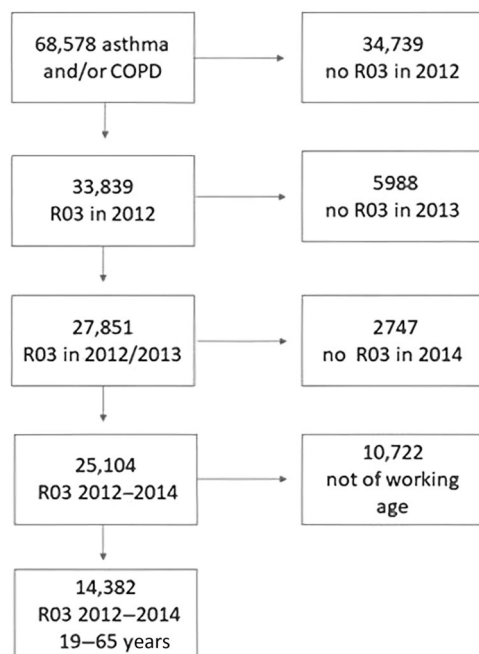 68,578 asthma
and/or COPD
34,739
no R03 in 2012
33,839
R03 in 2012
5988
no R03 in 2013
27,851
R03 in 2012/2013
2747
no R03 in 2014
25,104
R03 2012–2014
10,722
not of working
age
14,382
R03 2012–2014
19–65 years